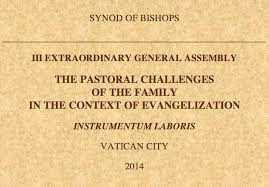 SYNOD OF BISHOPS
III EXTRAORDINARY GENERAL ASSEMBLY
THE PASTORAL CHALLENGES
OF THE FAMILY
IN THE CONTEXT OF EVANGELIZATION
INSTRUMENTUM LABORIS
VATICAN CITY
2014